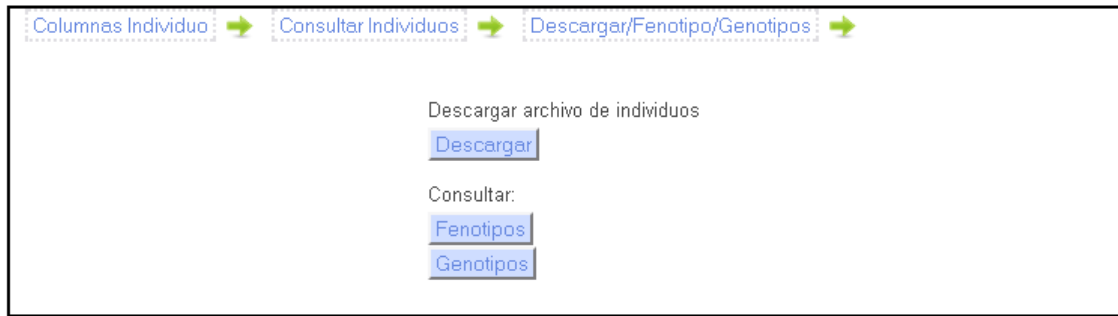 Columnas Individuo Consultar Individuos Descargar/Fenotipo/Genotipos
Descargar archivo de individuos
Descargar
Consultar:
Fenotipos
Genotipos